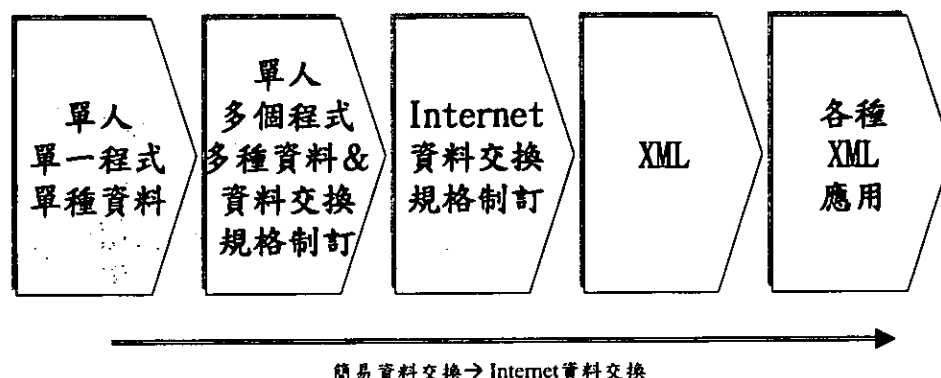 單人
單一程式
單種資料
單人
多個程式
多種資料&
資料交換
規格制訂
Internet
資料交換
規格制訂
XML
各種
XML
應用
簡易資料交換→Internet資料交換